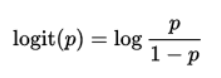 logit(p) = log p / (1 − p)